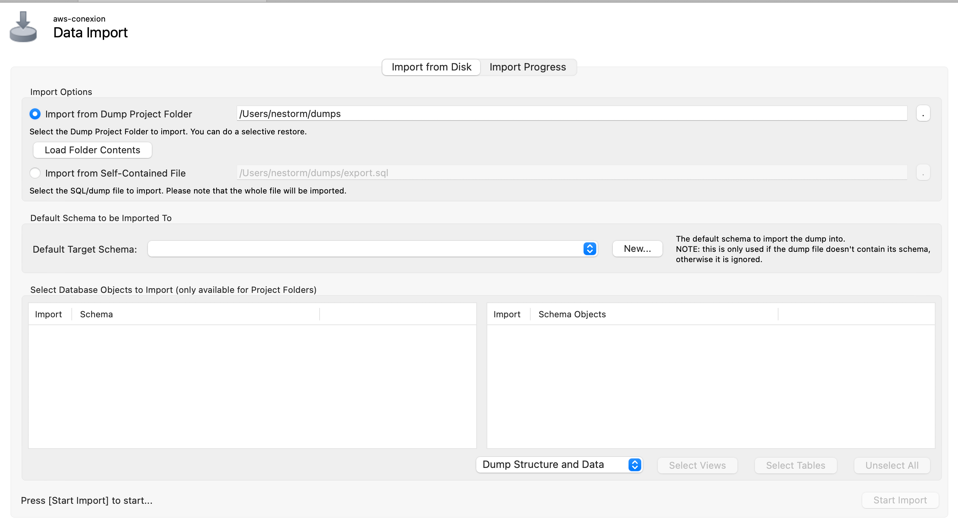 aws-conexion
Data Import
Import from Disk
Import Progress
Import Options
Import from Dump Project Folder
/Users/nestorm/dumps
.
Select the Dump Project Folder to import. You can do a selective restore.
Load Folder Contents
Import from Self-Contained File
/Users/nestorm/dumps/export.sql
.
Select the SQL/dump file to import. Please note that the whole file will be imported.
Default Schema to be Imported To
Default Target Schema:
New...
The default schema to import the dump into.
NOTE: this is only used if the dump file doesn't contain its schema,
otherwise it is ignored.
Select Database Objects to Import (only available for Project Folders)
Import
Schema
Import
Schema Objects
Dump Structure and Data
Select Views
Select Tables
Unselect All
Press [Start Import] to start...
Start Import